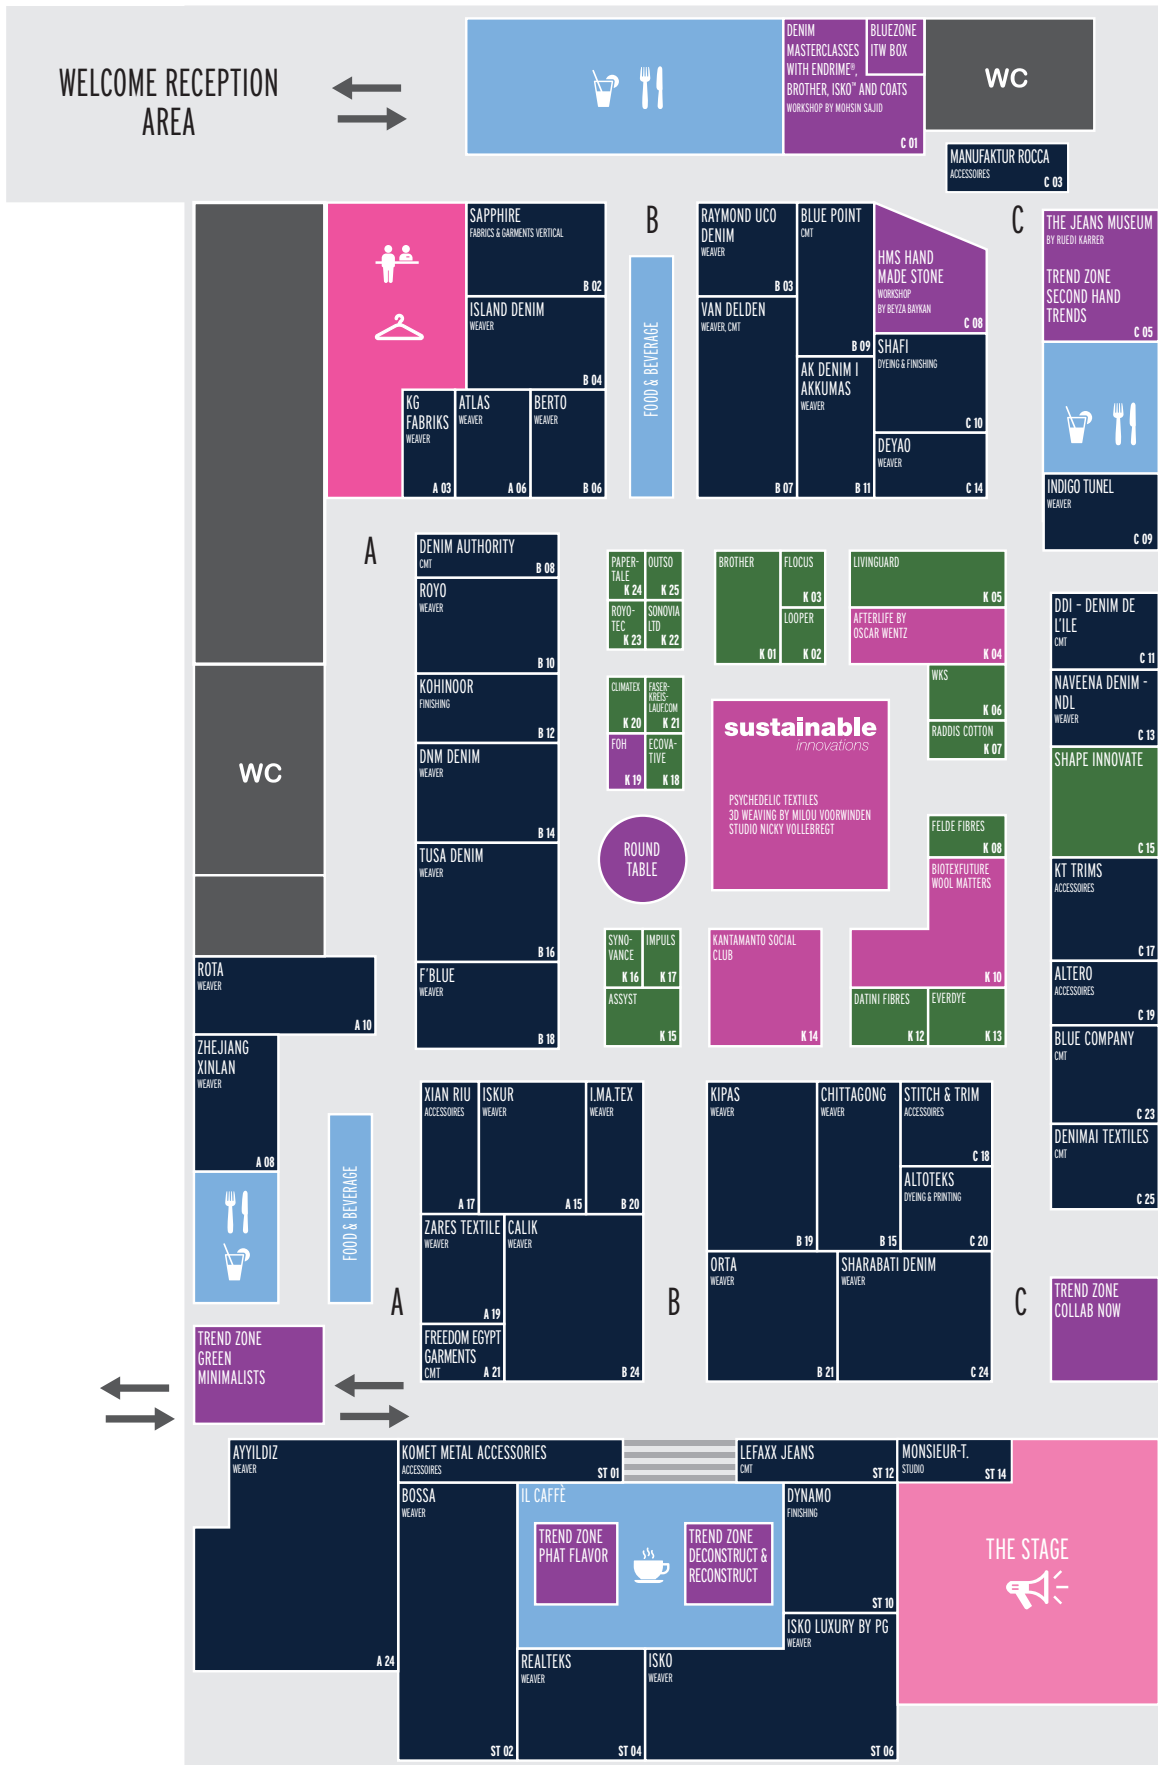 WELCOME RECEPTION
AREA
DENIM
MASTERCLASSES
WITH ENDRIME®,
BROTHER, ISKO™ AND COATS
WORKSHOP BY MOHSIN SAJID
C 01
BLUEZONE
ITW BOX
WC
MANUFAKTUR ROCCA
ACCESSOIRES
C 03
SAPPHIRE
FABRICS & GARMENTS VERTICAL
B 02
ISLAND DENIM
WEAVER
B 04
KG
FABRIKS
WEAVER
A 03
ATLAS
WEAVER
A 06
BERTO
WEAVER
B 06
B
FOOD & BEVERAGE
RAYMOND UCO
DENIM
WEAVER
B 03
VAN DELDEN
WEAVER, CMT
B 07
BLUE POINT
CMT
B 09
AK DENIM I
AKKUMAS
WEAVER
B 11
HMS HAND
MADE STONE
WORKSHOP
BY BEYZA BAYKAN
C 08
SHAFI
DYEING & FINISHING
C 10
DEYAO
WEAVER
C 14
C
THE JEANS MUSEUM
BY RUEDI KARRER
TREND ZONE
SECOND HAND
TRENDS
C 05
INDIGO TUNEL
WEAVER
C 09
A
DENIM AUTHORITY
CMT
B 08
ROYO
WEAVER
B 10
KOHINOOR
FINISHING
B 12
DNM DENIM
WEAVER
B 14
TUSA DENIM
WEAVER
B 16
F'BLUE
WEAVER
B 18
PAPER-
TALE
K 24
OUTSO
K 25
ROYO-
TEC
K 23
SONOVIA
LTD
K 22
CLIMATEX
K 20
FASER-
KREIS-
LAUF.COM
K 21
FOH
K 19
ECOVA-
TIVE
K 18
ROUND
TABLE
SYNO-
VANCE
K 16
IMPULS
K 17
ASSYST
K 15
BROTHER
K 01
FLOCUS
K 03
LOOPER
K 02
LIVINGUARD
K 05
AFTERLIFE BY
OSCAR WENTZ
K 04
WKS
K 06
RADDIS COTTON
K 07
sustainable
innovations
PSYCHEDELIC TEXTILES
3D WEAVING BY MILOU VOORWINDEN
STUDIO NICKY VOLLEBREGT
FELDE FIBRES
K 08
BIOTEXFUTURE
WOOL MATTERS
K 10
KANTAMANTO SOCIAL
CLUB
K 14
DATINI FIBRES
K 12
EVERDYE
K 13
DDI - DENIM DE
L'ILE
CMT
C 11
NAVEENA DENIM -
NDL
WEAVER
C 13
SHAPE INNOVATE
C 15
KT TRIMS
ACCESSOIRES
C 17
ALTERO
ACCESSOIRES
C 19
BLUE COMPANY
CMT
C 23
DENIMAI TEXTILES
CMT
C 25
WC
ROTA
WEAVER
A 10
ZHEJIANG
XINLAN
WEAVER
A 08
FOOD & BEVERAGE
A
XIAN RIU
ACCESSOIRES
A 17
ISKUR
WEAVER
A 15
I.MA.TEX
WEAVER
B 20
ZARES TEXTILE
WEAVER
A 19
CALIK
WEAVER
B 24
FREEDOM EGYPT
GARMENTS
CMT
A 21
B
KIPAS
WEAVER
B 19
CHITTAGONG
WEAVER
B 15
STITCH & TRIM
ACCESSOIRES
C 18
ALTOTEKS
DYEING & PRINTING
C 20
ORTA
WEAVER
B 21
SHARABATI DENIM
WEAVER
C 24
C
TREND ZONE
COLLAB NOW
TREND ZONE
GREEN
MINIMALISTS
AYYILDIZ
WEAVER
A 24
KOMET METAL ACCESSORIES
ACCESSOIRES
ST 01
BOSSA
WEAVER
ST 02
IL CAFFÈ
TREND ZONE
PHAT FLAVOR
TREND ZONE
DECONSTRUCT &
RECONSTRUCT
LEFAXX JEANS
CMT
ST 12
MONSIEUR-T.
STUDIO
ST 14
DYNAMO
FINISHING
ST 10
THE STAGE
REALTEKS
WEAVER
ST 04
ISKO
WEAVER
ISKO LUXURY BY PG
WEAVER
ST 06